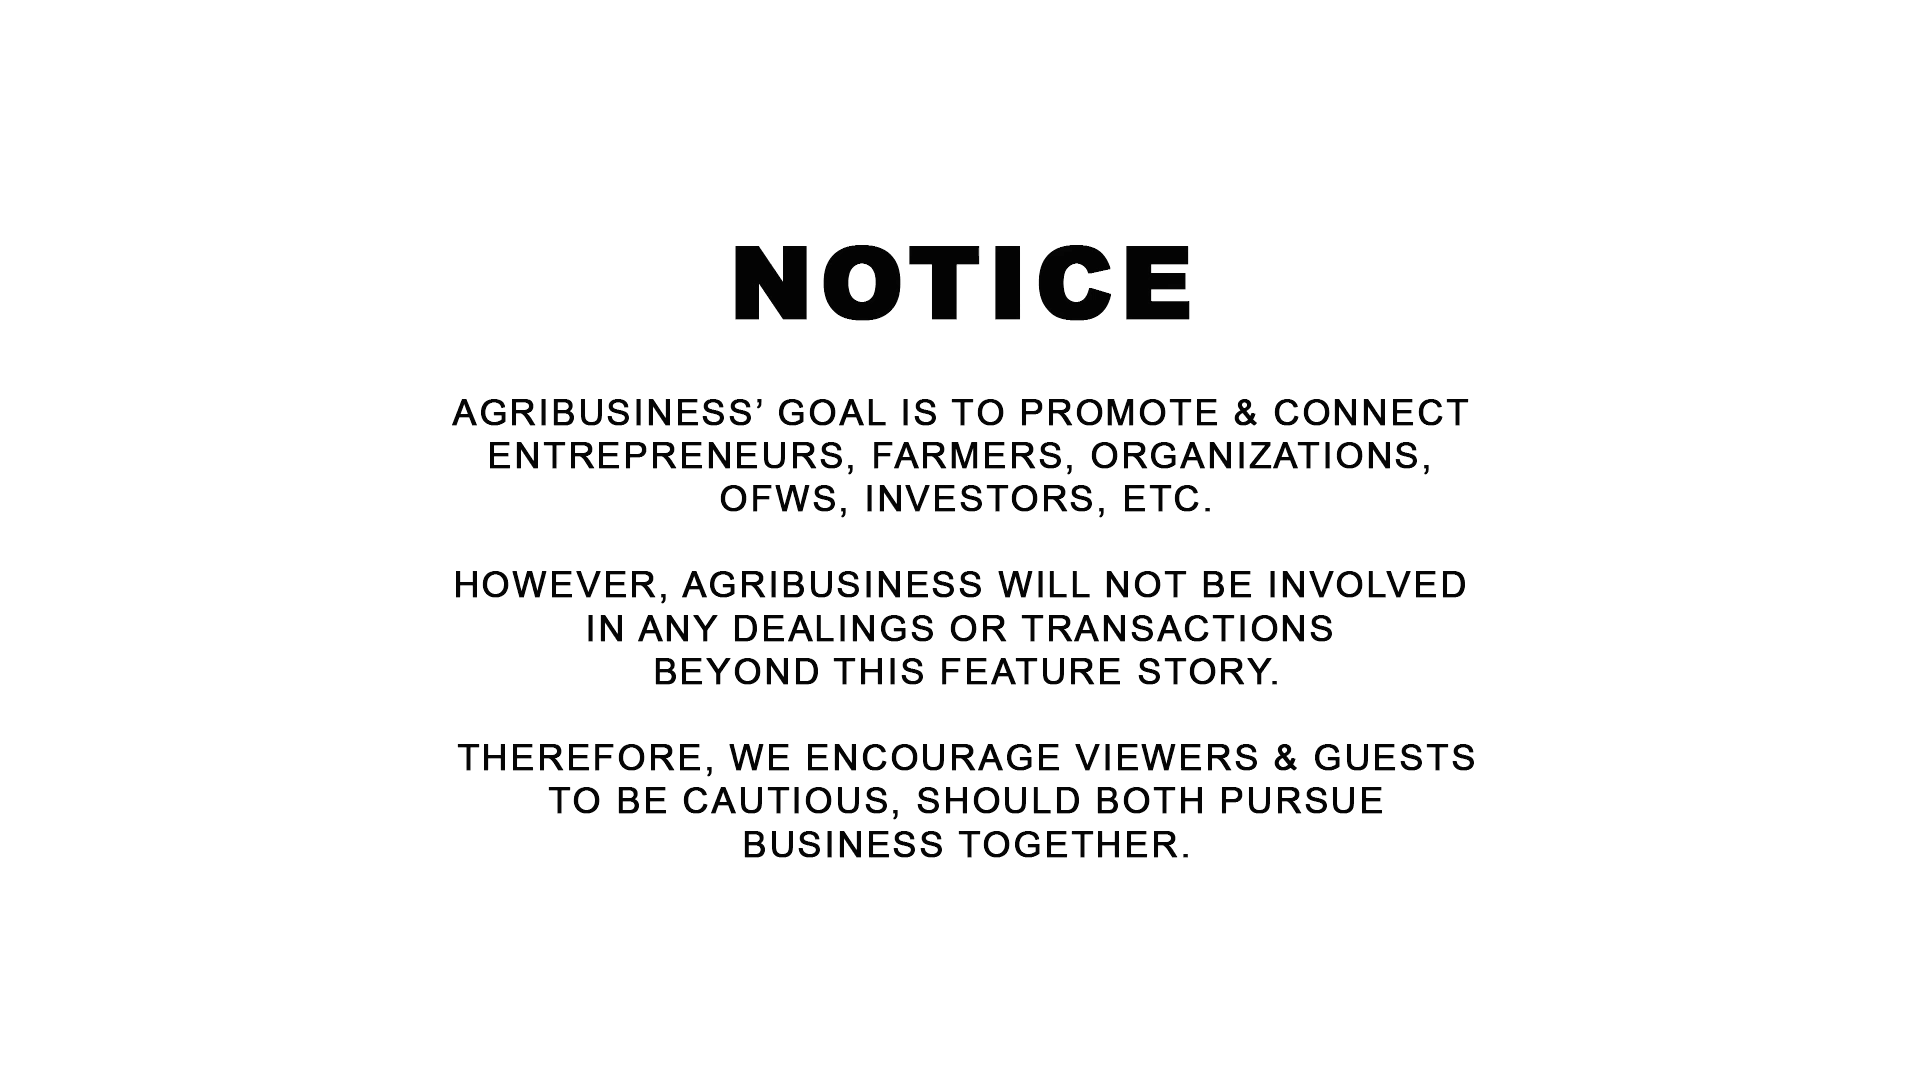 NOTICE
AGRIBUSINESS’ GOAL IS TO PROMOTE & CONNECT
ENTREPRENEURS, FARMERS, ORGANIZATIONS,
OFWS, INVESTORS, ETC.
HOWEVER, AGRIBUSINESS WILL NOT BE INVOLVED
IN ANY DEALINGS OR TRANSACTIONS
BEYOND THIS FEATURE STORY.
THEREFORE, WE ENCOURAGE VIEWERS & GUESTS
TO BE CAUTIOUS, SHOULD BOTH PURSUE
BUSINESS TOGETHER.